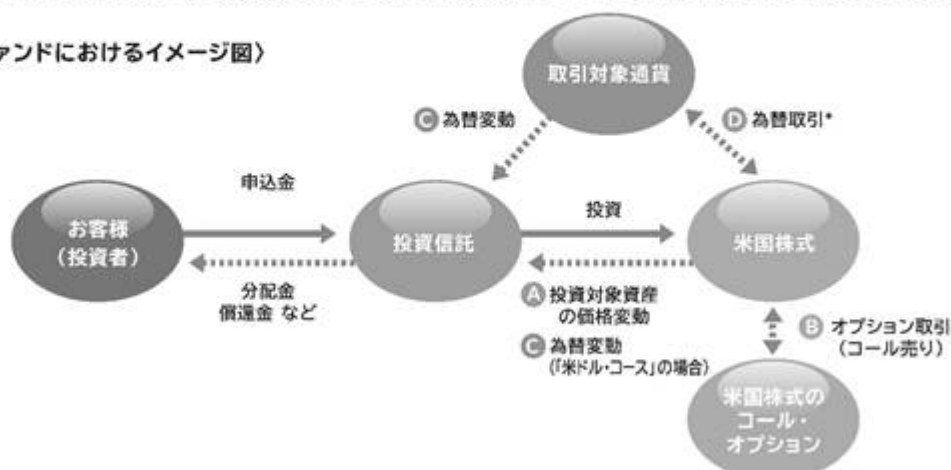 ァンドにおけるイメージ図〉
取引対象通貨
C 為替変動
D 為替取引*
申込金
投資
お客様
（投資者）
投資信託
米国株式
分配金
償還金 など
A 投資対象資産
の価格変動
C 為替変動
(「米ドル・コース」の場合)
B オプション取引
（コール売り）
米国株式の
コール・
オプション